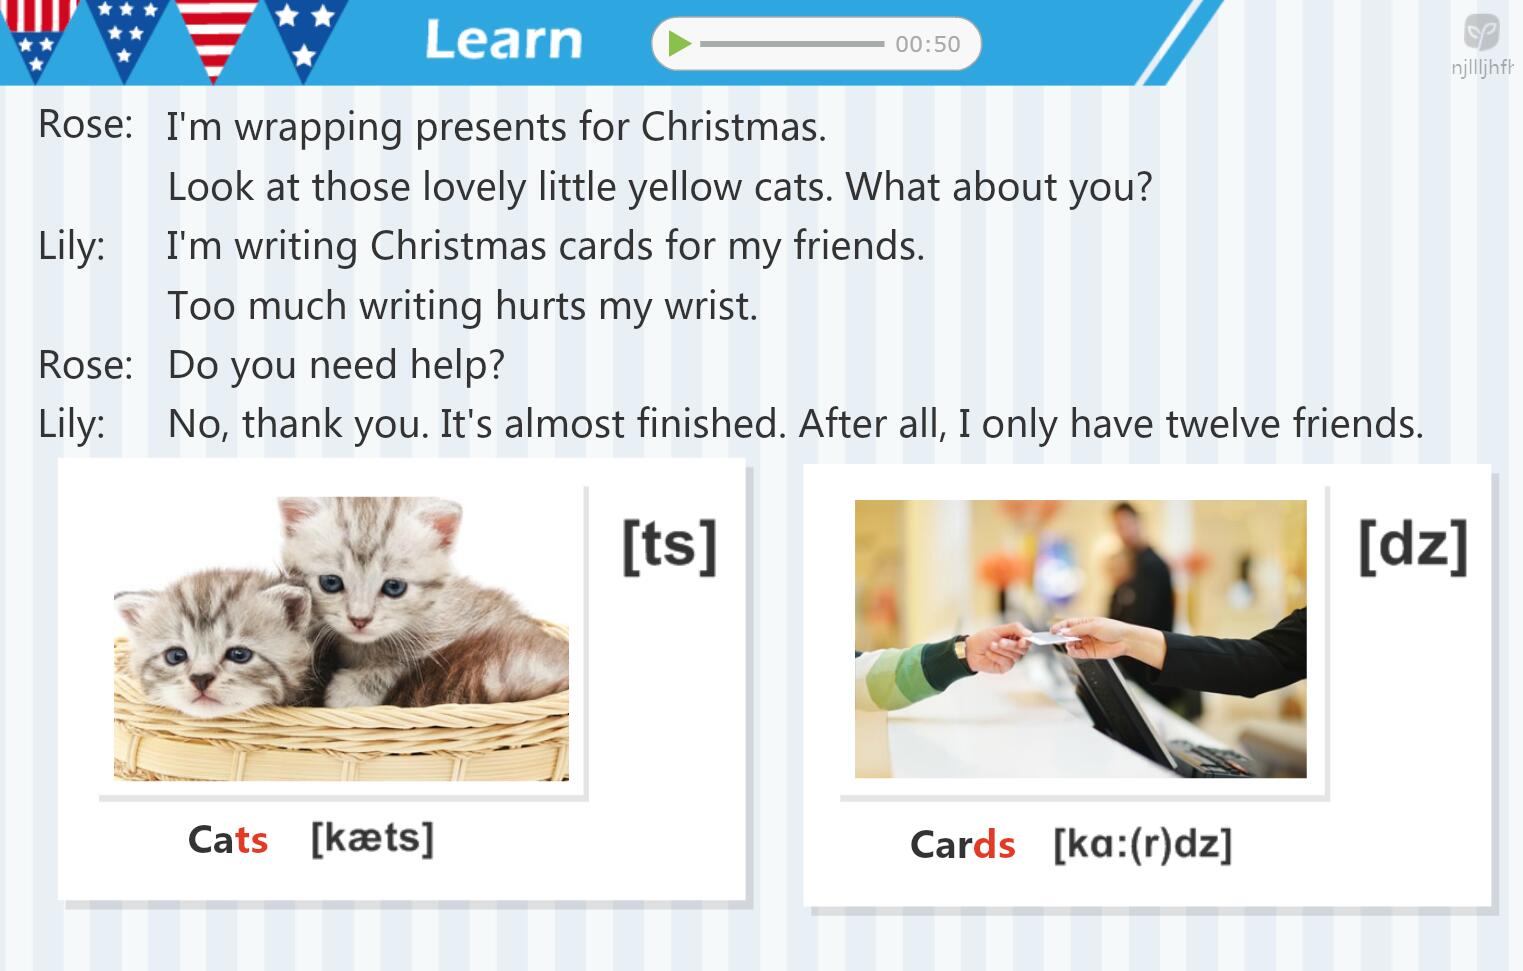 Learn
00:50
njllljhfh
Rose: I'm wrapping presents for Christmas.
Look at those lovely little yellow cats. What about you?
Lily: I'm writing Christmas cards for my friends.
Too much writing hurts my wrist.
Rose: Do you need help?
Lily: No, thank you. It's almost finished. After all, I only have twelve friends.
[ts]
[dz]
Cats [kæts]
Cards [kɑ:(r)dz]